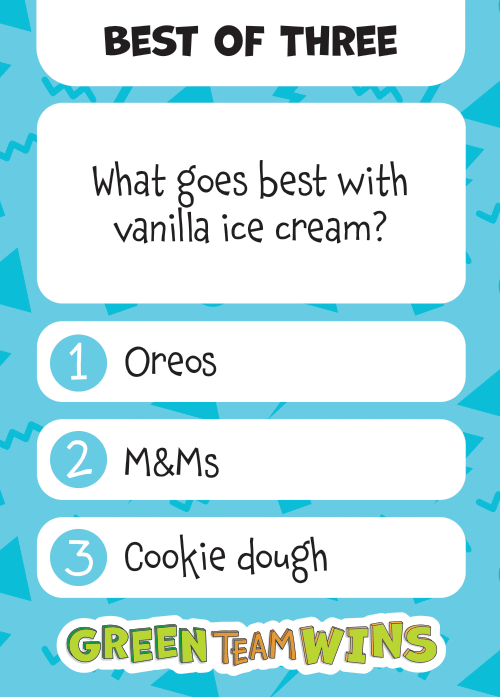 BEST OF THREE
What goes best with
vanilla ice cream?
1 Oreos
2 M&Ms
3 Cookie dough
GREEN TEAM WINS